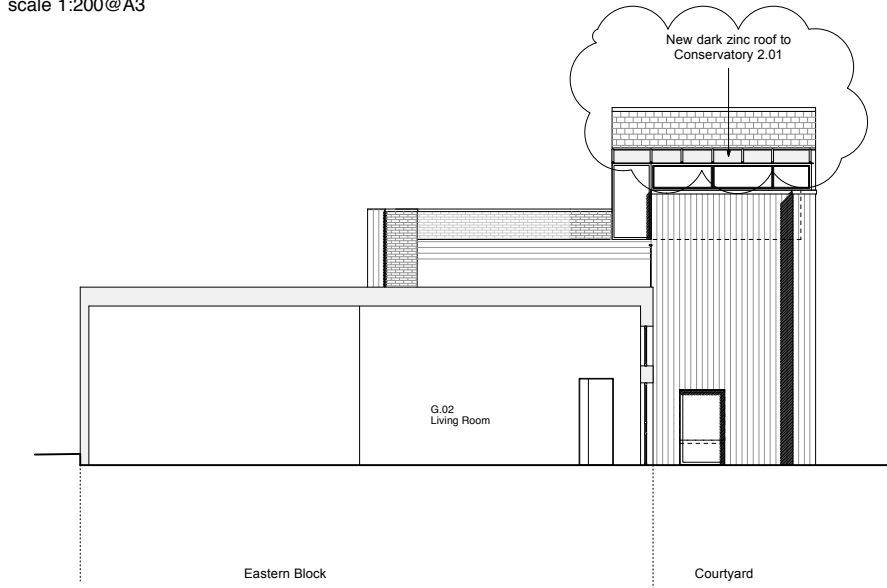 scale 1:200@A3
New dark zinc roof to
Conservatory 2.01
G.02
Living Room
Eastern Block
Courtyard